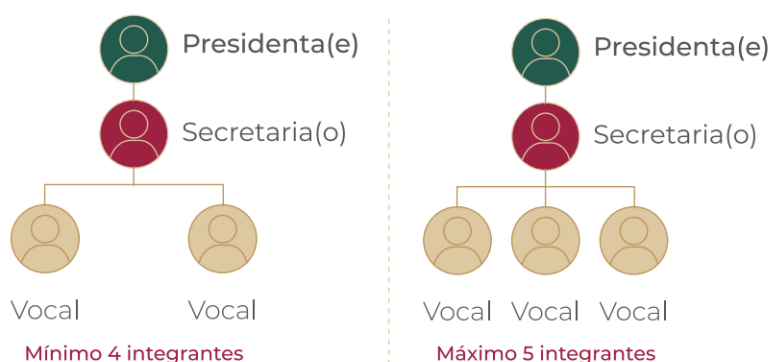 Presidenta(e)
Secretaria(o)
Vocal
Vocal
Mínimo 4 integrantes
Presidenta(e)
Secretaria(o)
Vocal
Vocal
Vocal
Máximo 5 integrantes